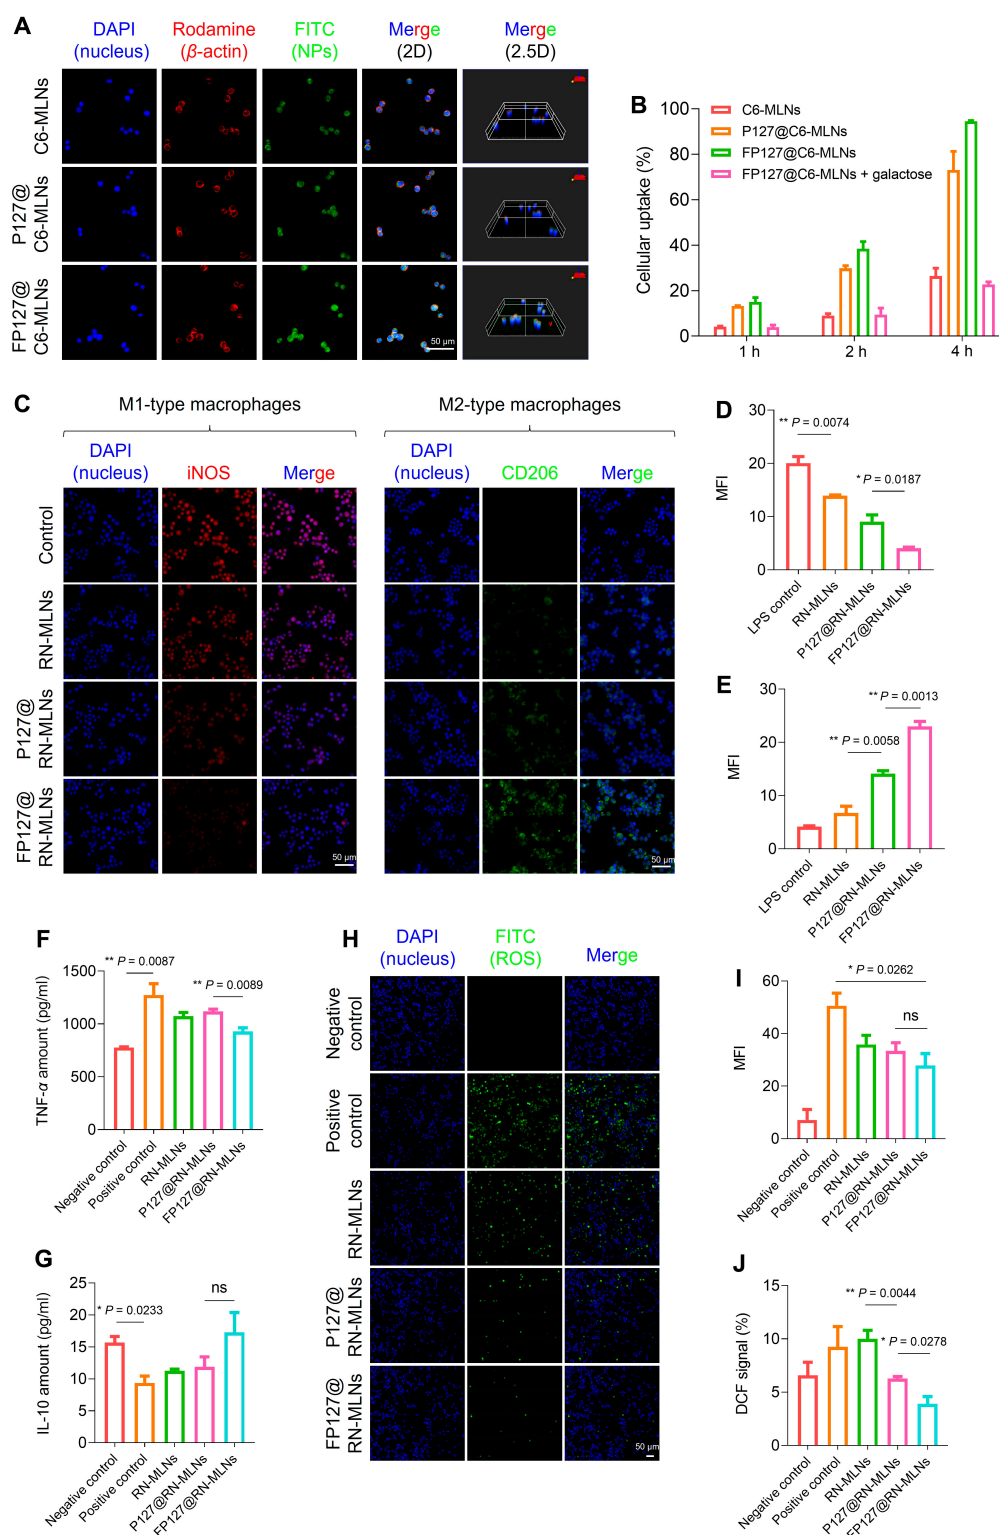 A
DAPI
(nucleus)
Rodamine
(β-actin)
FITC
(NPs)
Merge
(2D)
Merge
(2.5D)
C6-MLNs
P127@
C6-MLNs
FP127@
C6-MLNs
50 μm
B
Cellular uptake (%)
100
80
60
40
20
0
C6-MLNs
P127@C6-MLNs
FP127@C6-MLNs
FP127@C6-MLNs + galactose
1 h
2 h
4 h
C
M1-type macrophages
M2-type macrophages
DAPI
(nucleus)
iNOS
Merge
DAPI
(nucleus)
CD206
Merge
Control
RN-MLNs
P127@
RN-MLNs
FP127@
RN-MLNs
50 μm
50 μm
D
MFI
30
20
10
0
** P = 0.0074
* P = 0.0187
LPS control
RN-MLNs
P127@RN-MLNs
FP127@RN-MLNs
E
MFI
30
20
10
0
** P = 0.0013
** P = 0.0058
LPS control
RN-MLNs
P127@RN-MLNs
FP127@RN-MLNs
F
TNF-α amount (pg/ml)
1500
1000
500
0
** P = 0.0087
** P = 0.0089
Negative control
Positive control
RN-MLNs
P127@RN-MLNs
FP127@RN-MLNs
G
IL-10 amount (pg/ml)
25
20
15
10
5
0
* P = 0.0233
ns
Negative control
Positive control
RN-MLNs
P127@RN-MLNs
FP127@RN-MLNs
H
DAPI
(nucleus)
FITC
(ROS)
Merge
Negative
control
Positive
control
RN-MLNs
P127@
RN-MLNs
FP127@
RN-MLNs
50 μm
I
MFI
60
40
20
0
* P = 0.0262
ns
Negative control
Positive control
RN-MLNs
P127@RN-MLNs
FP127@RN-MLNs
J
DCF signal (%)
15
10
5
0
** P = 0.0044
* P = 0.0278
Negative control
Positive control
RN-MLNs
P127@RN-MLNs
FP127@RN-MLNs